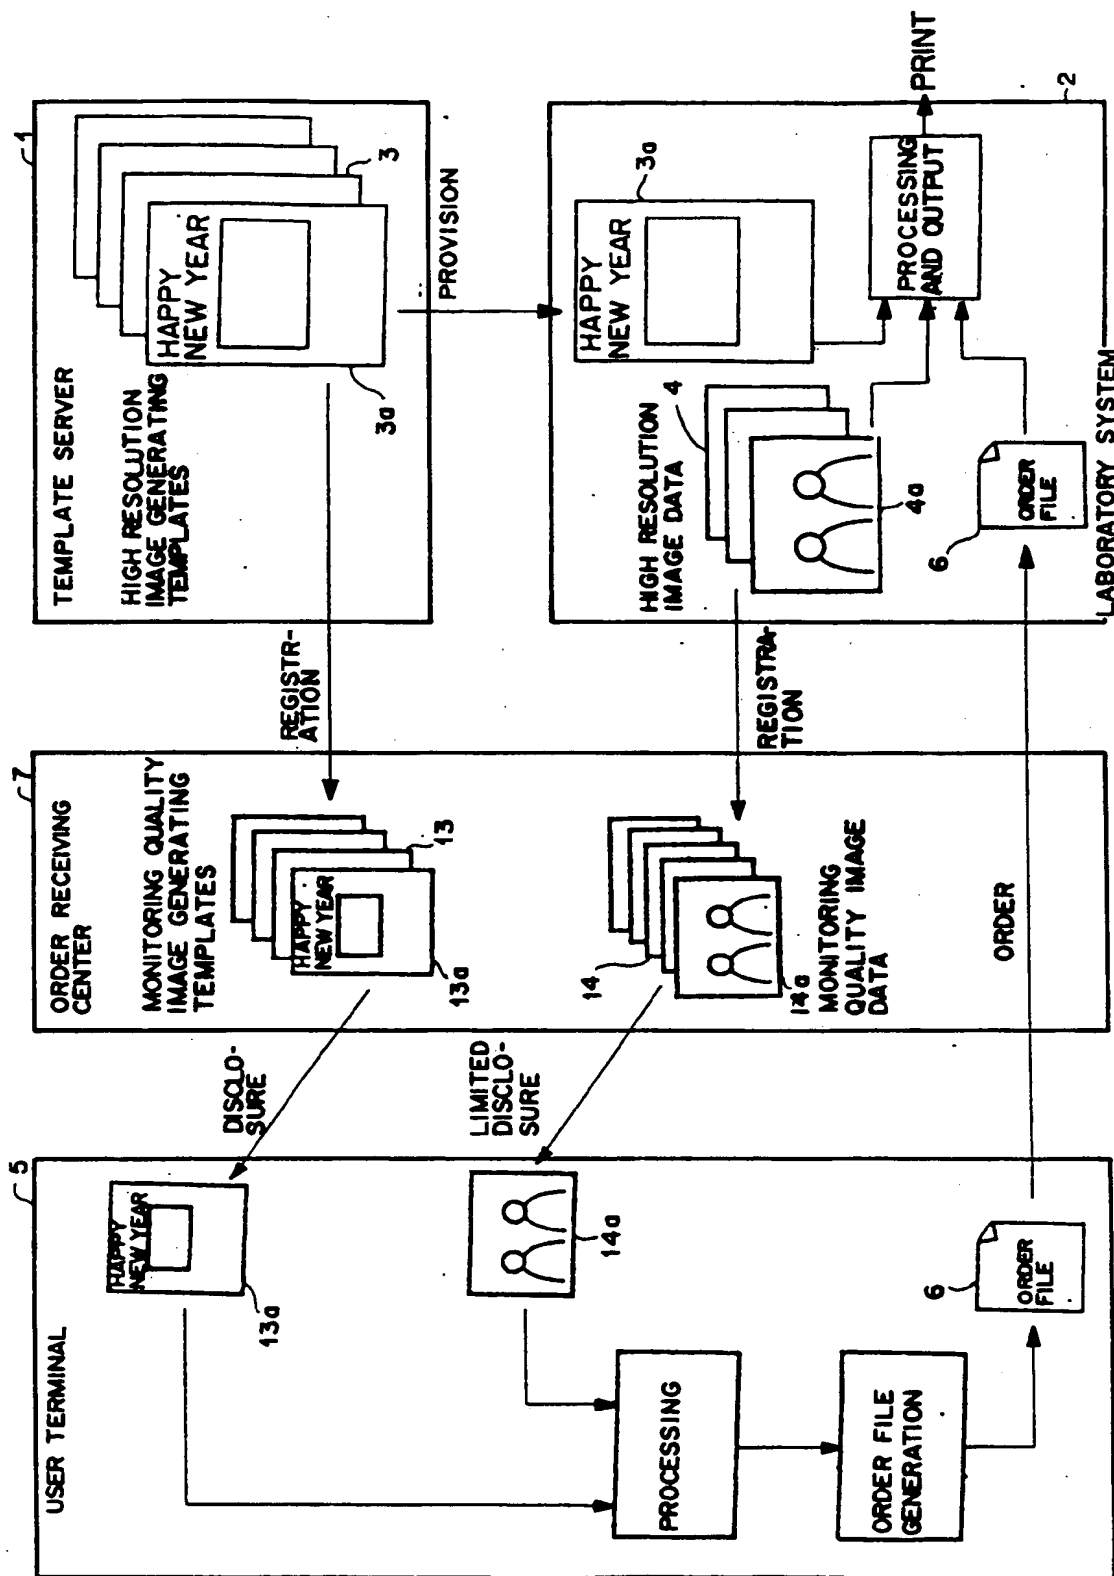 USER TERMINAL
5
HAPPY
NEW YEAR
13a
14a
PROCESSING
ORDER FILE
GENERATION
6
ORDER
FILE
DISCLO-
SURE
LIMITED
DISCLO-
SURE
ORDER RECEIVING
CENTER
7
MONITORING QUALITY
IMAGE GENERATING
TEMPLATES
HAPPY
NEW YEAR
13
13a
14
14a
MONITORING
QUALITY IMAGE
DATA
ORDER
REGISTR-
ATION
REGISTRA-
TION
TEMPLATE SERVER
1
HIGH RESOLUTION
IMAGE GENERATING
TEMPLATES
HAPPY
NEW YEAR
3
3a
PROVISION
HIGH RESOLUTION
IMAGE DATA
4
4a
HAPPY
NEW YEAR
3a
PROCESSING
AND OUTPUT
PRINT
6
ORDER
FILE
LABORATORY SYSTEM
2